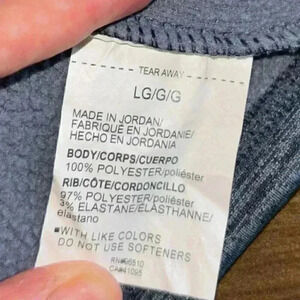 TEAR AWAY
LG/G/G
MADE IN JORDAN/
FABRIQUÉ EN JORDANIE/
HECHO EN JORDANIA
BODY/CORPS/CUERPO
100% POLYESTER/poliéster
RIB/CÔTE/CORDONCILLO
97% POLYESTER/poliéster
3% ELASTANE/ÉLASTHANNE/
elastano
WITH LIKE COLORS
DO NOT USE SOFTENERS